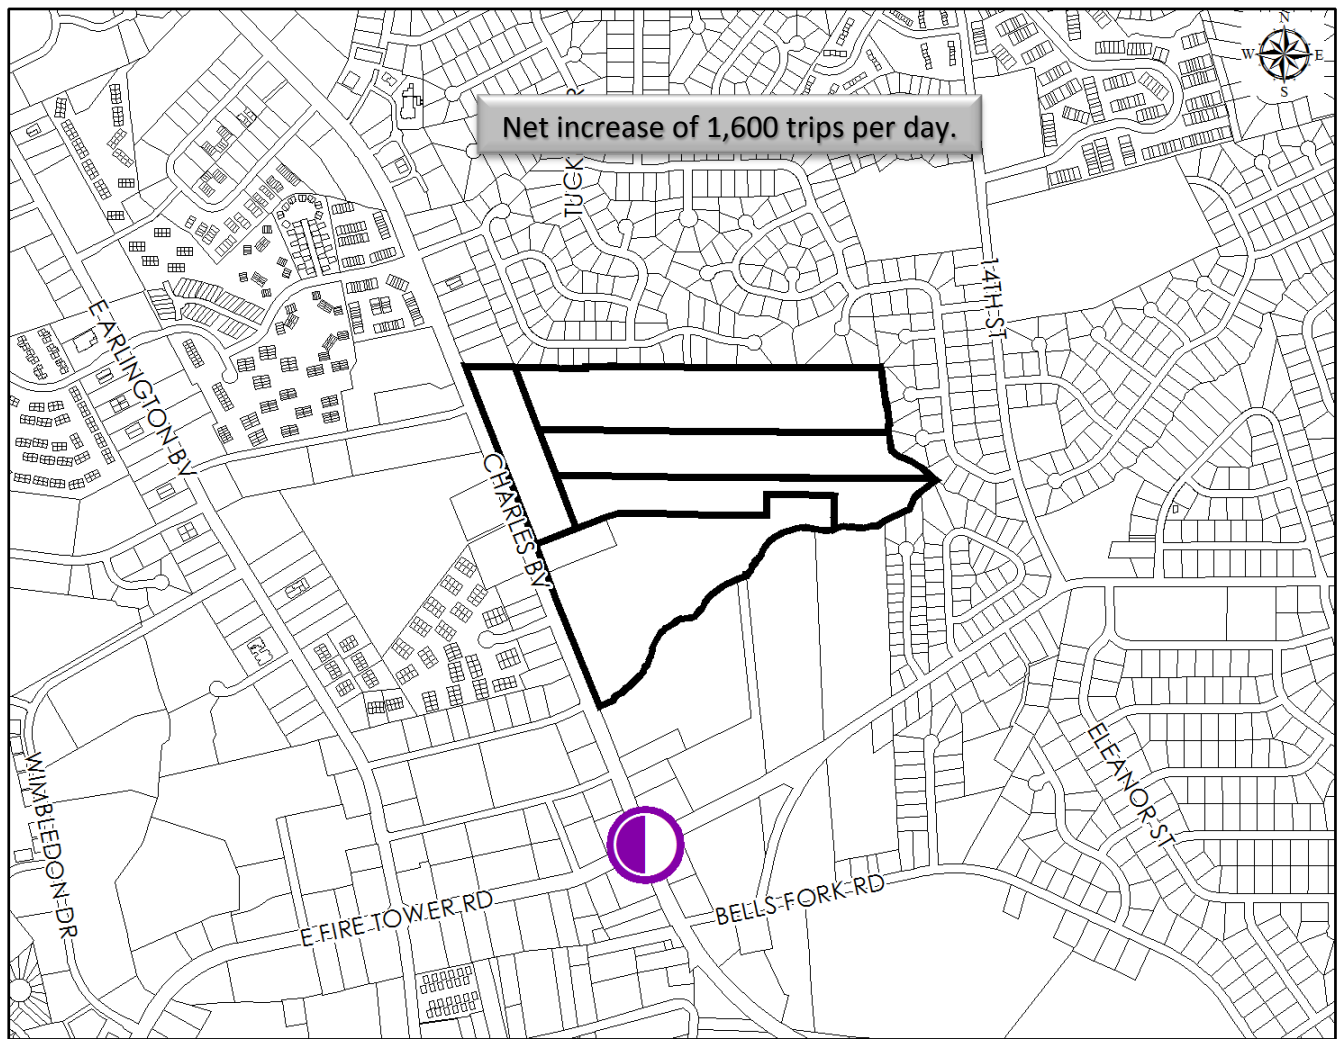 N
W E
S
Net increase of 1,600 trips per day.
14TH ST
E ARLINGTON BV
CHARLES BV
ELEANOR ST
WIMBLEDON DR
E FIRE TOWER RD
BELLS FORK RD